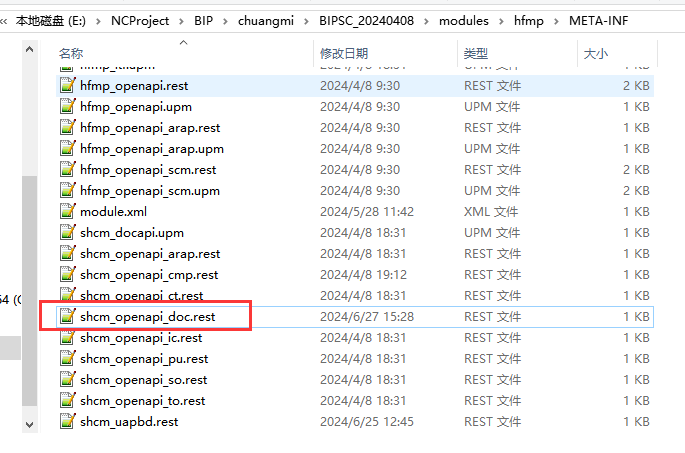 本地磁盘 (E:) › NCProject › BIP › chuangmi › BIPSC_20240408 › modules › hfmp › META-INF
名称 修改日期 类型 大小
hfmp_openapi.rest 2024/4/8 9:30 REST 文件 2 KB
hfmp_openapi.upm 2024/4/8 9:30 UPM 文件 1 KB
hfmp_openapi_arap.rest 2024/4/8 9:30 REST 文件 1 KB
hfmp_openapi_arap.upm 2024/4/8 9:30 UPM 文件 1 KB
hfmp_openapi_scm.rest 2024/4/8 9:30 REST 文件 2 KB
hfmp_openapi_scm.upm 2024/4/8 9:30 UPM 文件 2 KB
module.xml 2024/5/28 11:42 XML 文件 1 KB
shcm_docapi.upm 2024/4/8 18:31 UPM 文件 1 KB
shcm_openapi_arap.rest 2024/4/8 18:31 REST 文件 1 KB
shcm_openapi_cmp.rest 2024/4/8 19:12 REST 文件 1 KB
shcm_openapi_ct.rest 2024/4/8 18:31 REST 文件 1 KB
shcm_openapi_doc.rest 2024/6/27 15:28 REST 文件 1 KB
shcm_openapi_ic.rest 2024/4/8 18:31 REST 文件 1 KB
shcm_openapi_pu.rest 2024/4/8 18:31 REST 文件 1 KB
shcm_openapi_so.rest 2024/4/8 18:31 REST 文件 1 KB
shcm_openapi_to.rest 2024/4/8 18:31 REST 文件 1 KB
shcm_uapbd.rest 2024/6/25 12:45 REST 文件 1 KB